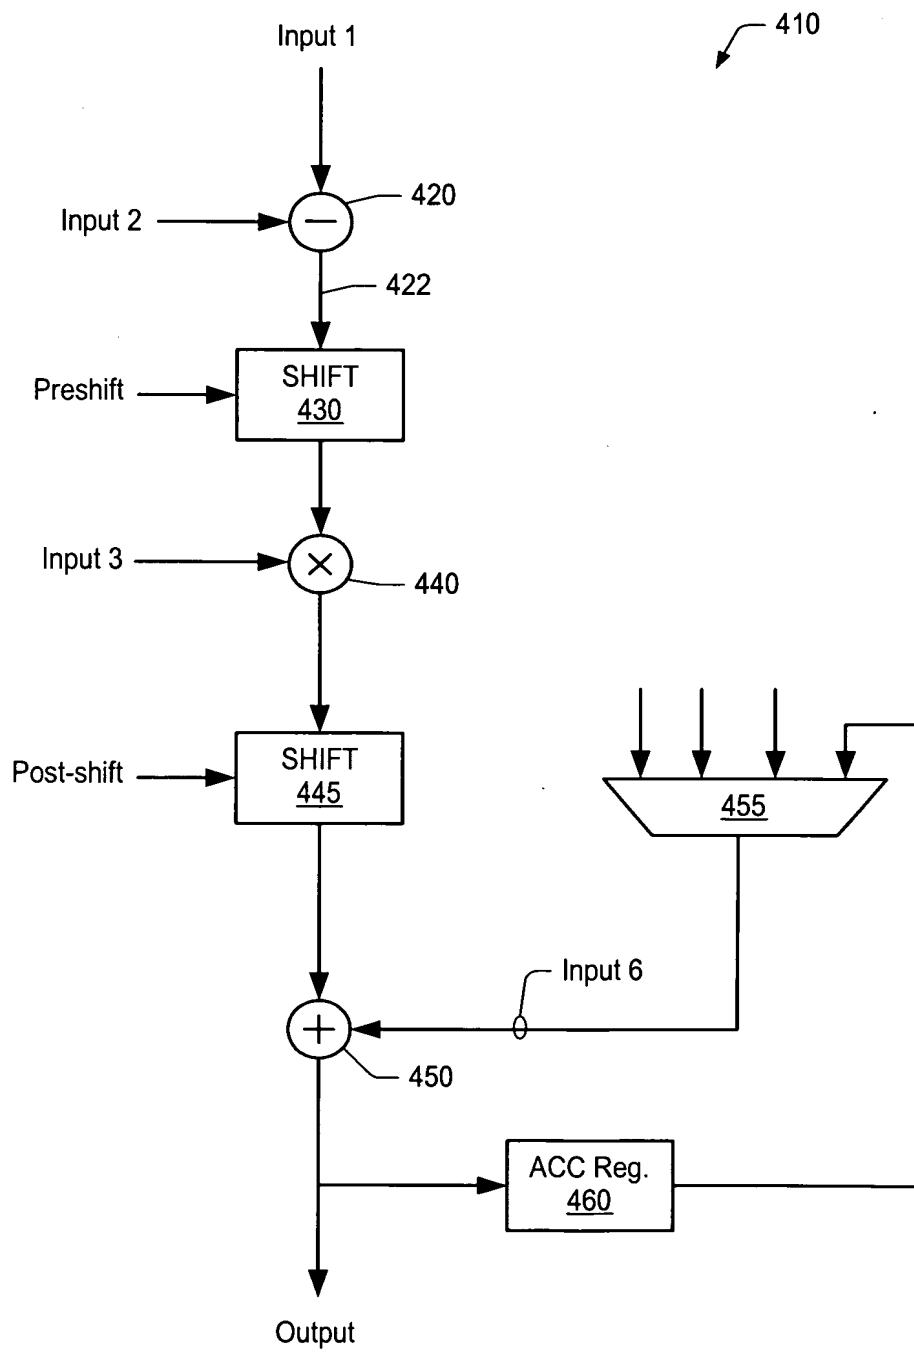 410
Input 1
420
Input 2
422
SHIFT
430
Preshift
Input 3
440
SHIFT
445
Post-shift
455
Input 6
450
ACC Reg.
460
Output